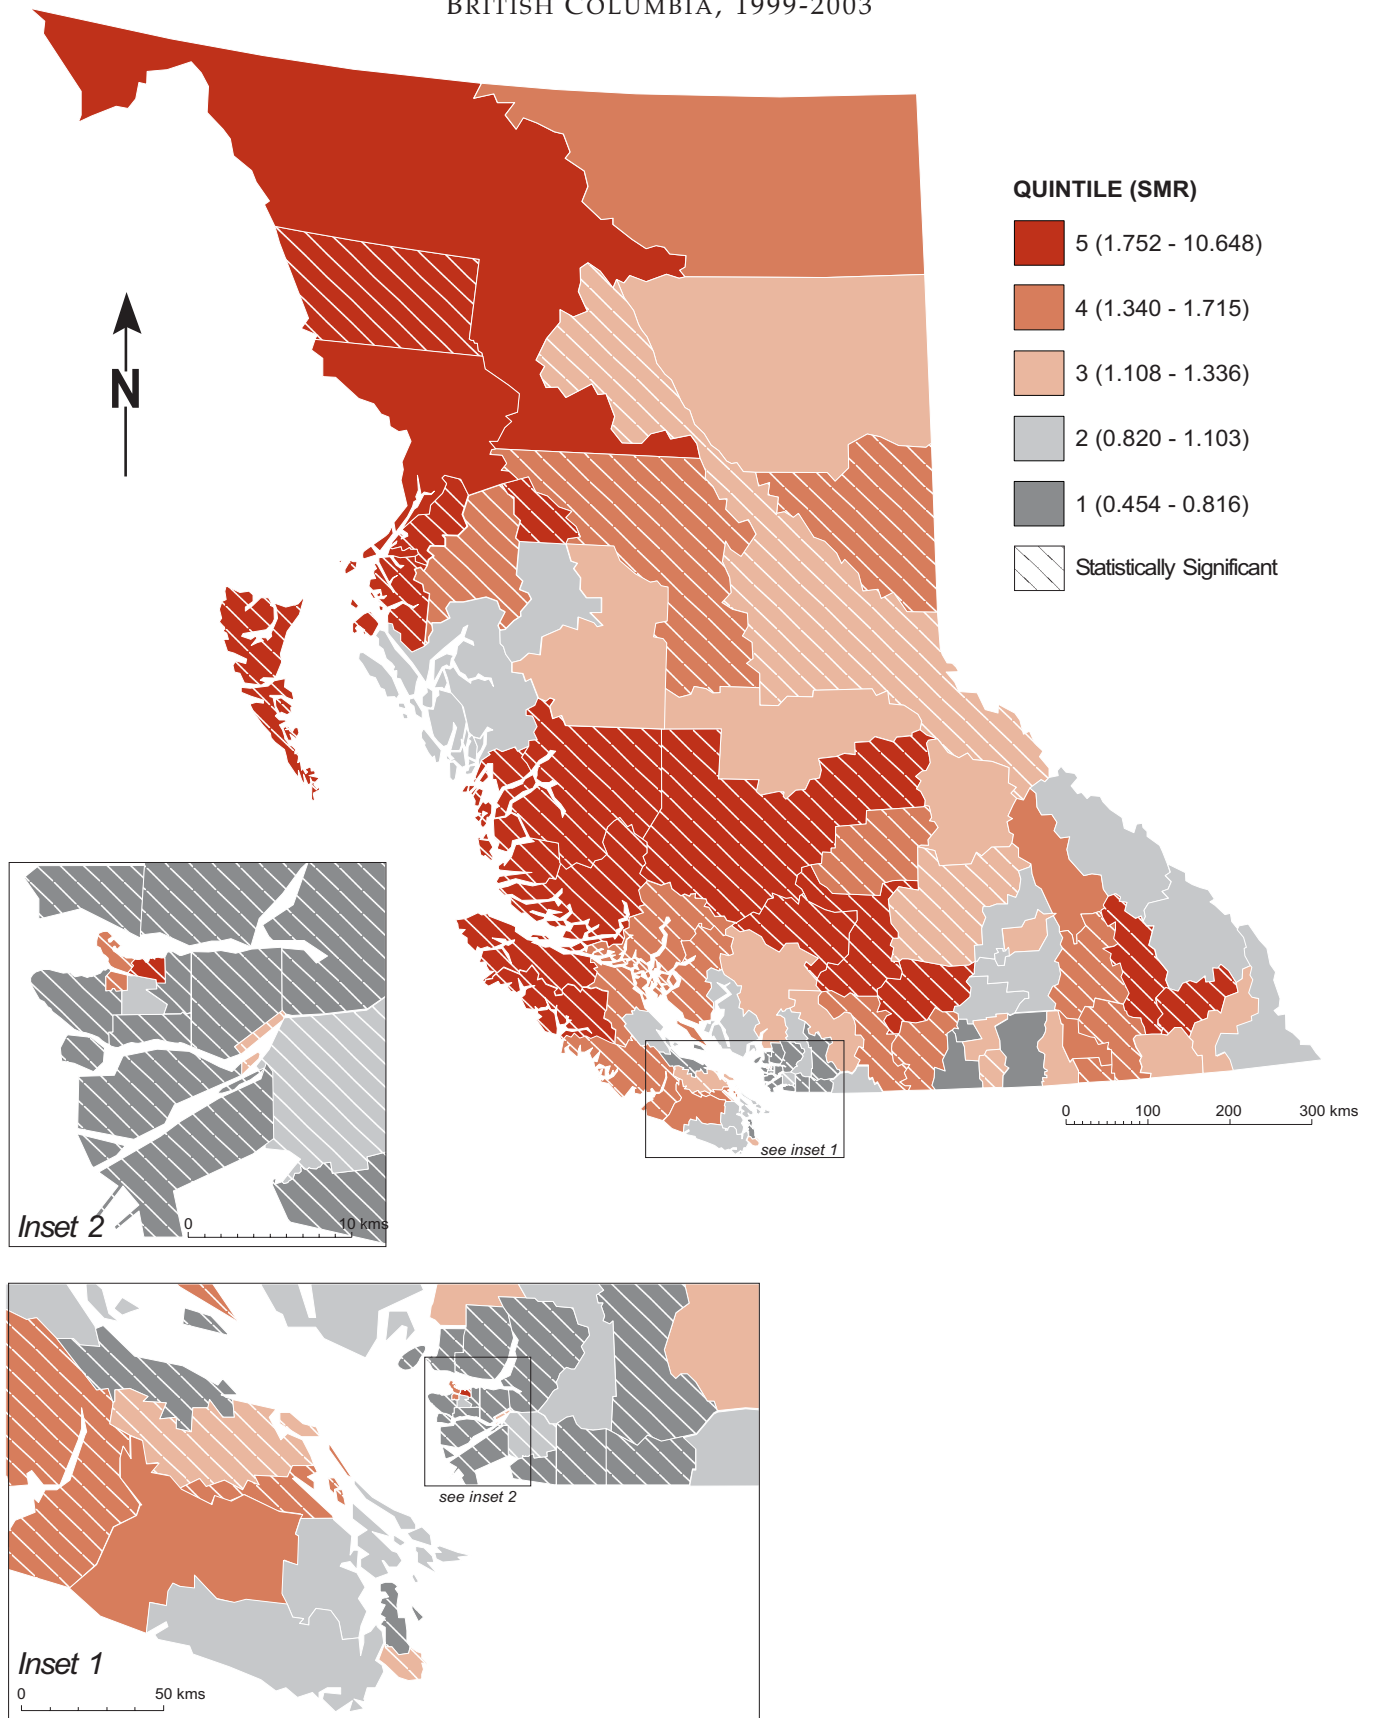 BRITISH COLUMBIA, 1999-2003
QUINTILE (SMR)
5 (1.752 - 10.648)
4 (1.340 - 1.715)
3 (1.108 - 1.336)
2 (0.820 - 1.103)
1 (0.454 - 0.816)
Statistically Significant
N
0 100 200 300 kms
see inset 1
Inset 2
0 10 kms
see inset 2
Inset 1
0 50 kms